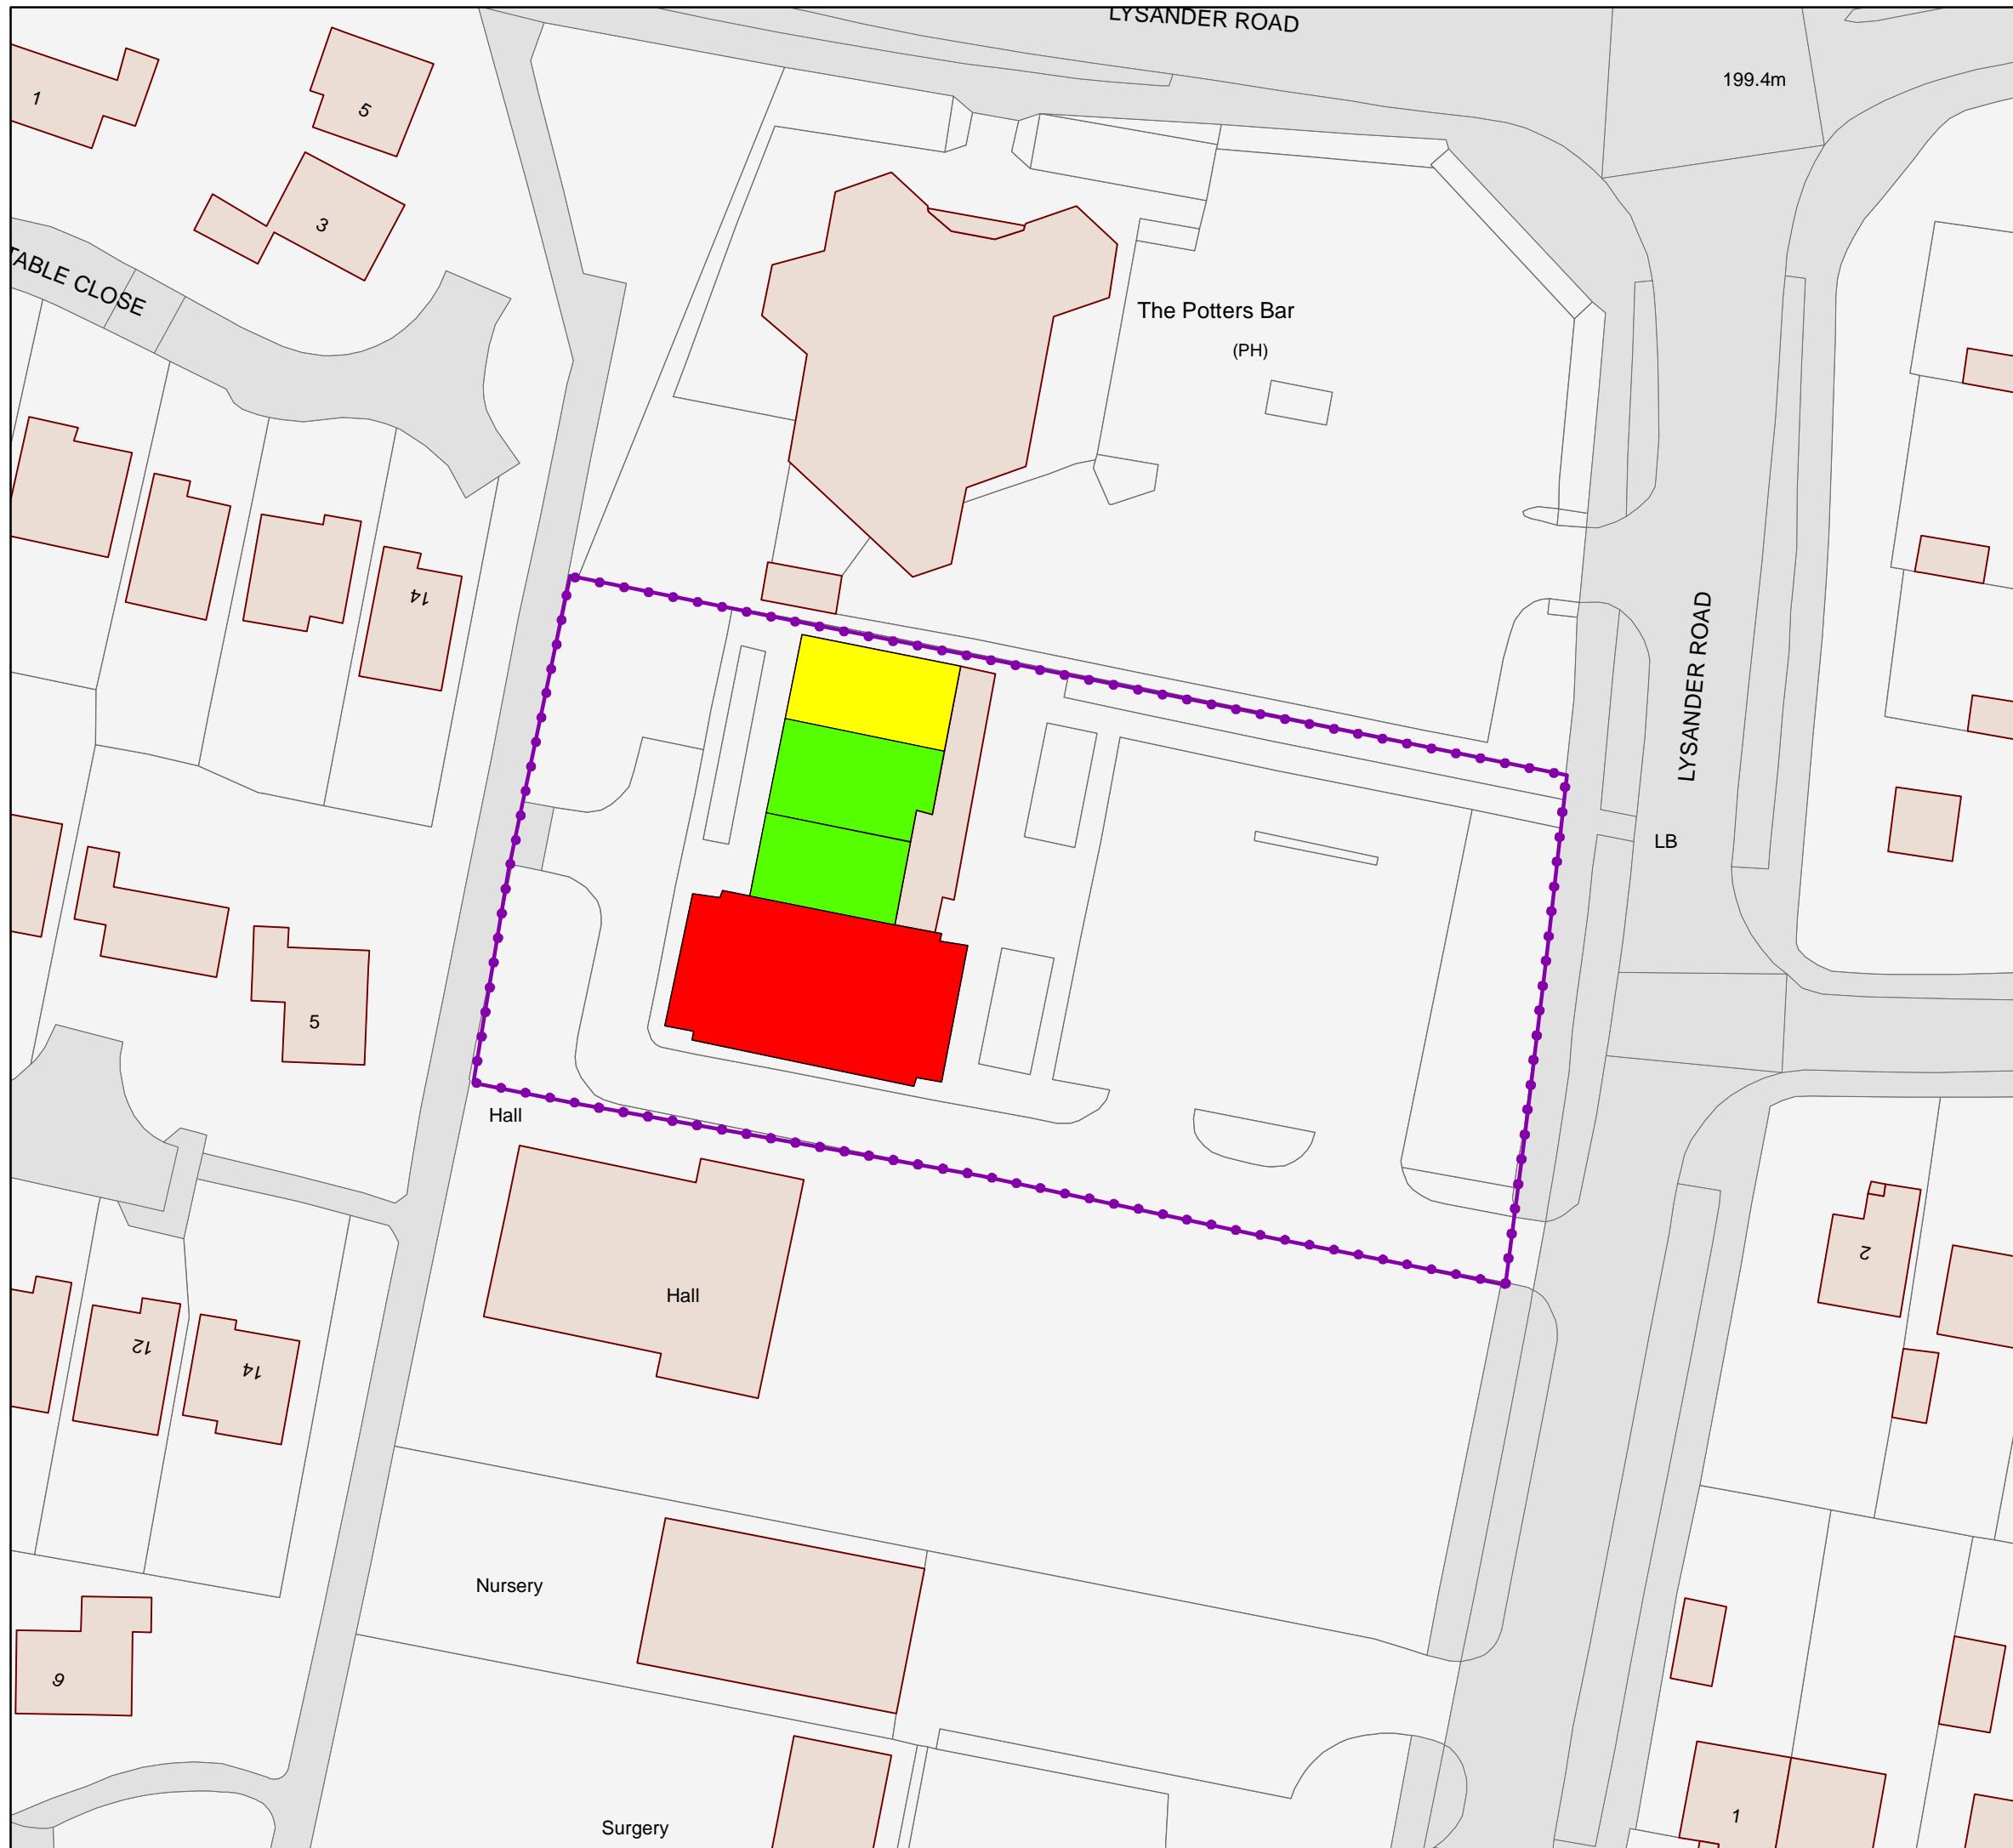 LYSANDER ROAD
199.4m
1
5
3
TABLE CLOSE
The Potters Bar
(PH)
14
LYSANDER ROAD
LB
5
Hall
2
Hall
12
14
Nursery
9
1
Surgery